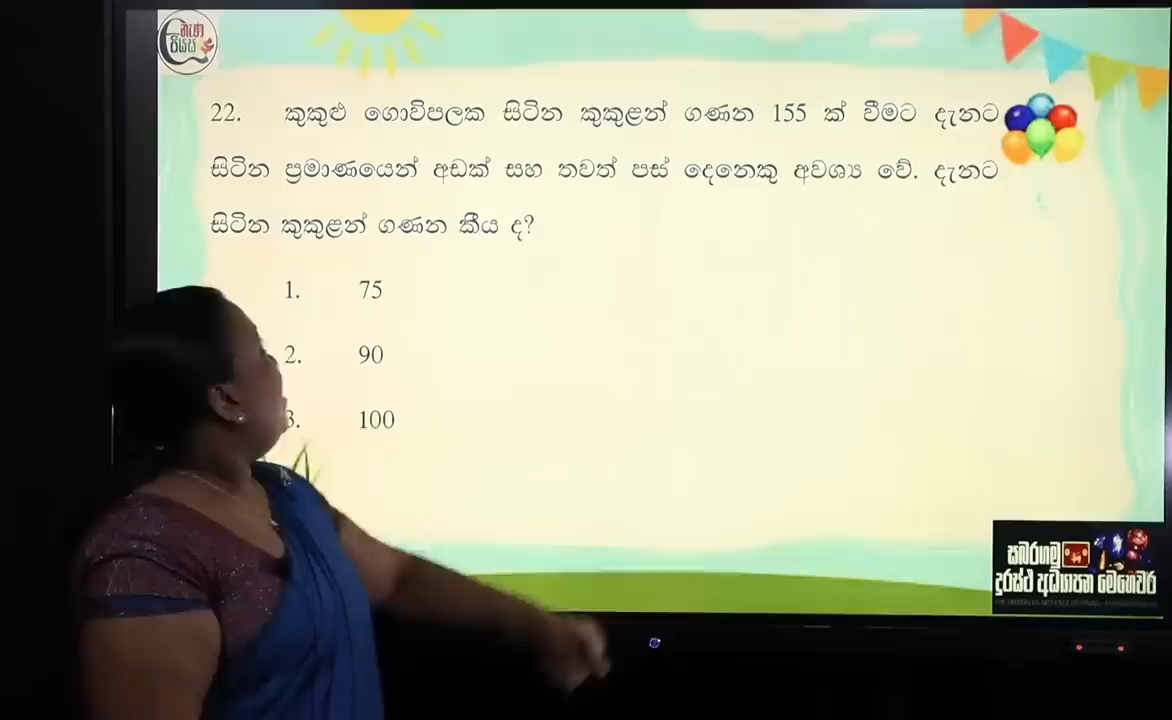 නැණ
පියස
22. කුකුළු ගොවිපලක සිටින කුකුළන් ගණන 155 ක් වීමට දැනට
සිටින ප්‍රමාණයෙන් අඩක් සහ තවත් පස් දෙනෙකු අවශ්‍ය වේ. දැනට
සිටින කුකුළන් ගණන කීය ද?
1. 75
2. 90
3. 100
සබරගමු
දුරස්ථ අධ්‍යාපන මෙහෙවර